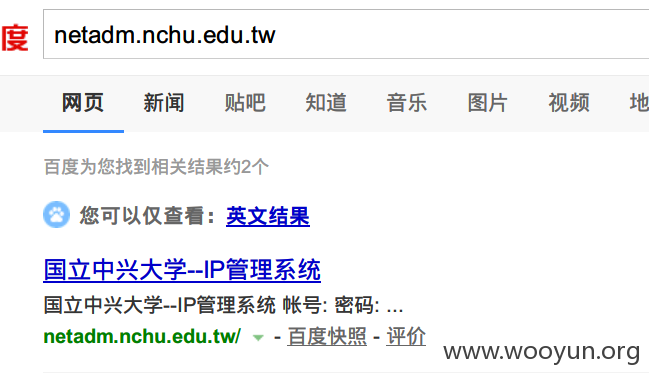 度 netadm.nchu.edu.tw
网页 新闻 贴吧 知道 音乐 图片 视频 地
百度为您找到相关结果约2个
您可以仅查看：英文结果
国立中兴大学--IP管理系统
国立中兴大学--IP管理系统 帐号: 密码: ...
netadm.nchu.edu.tw/ - 百度快照 - 评价
www.wooyun.org